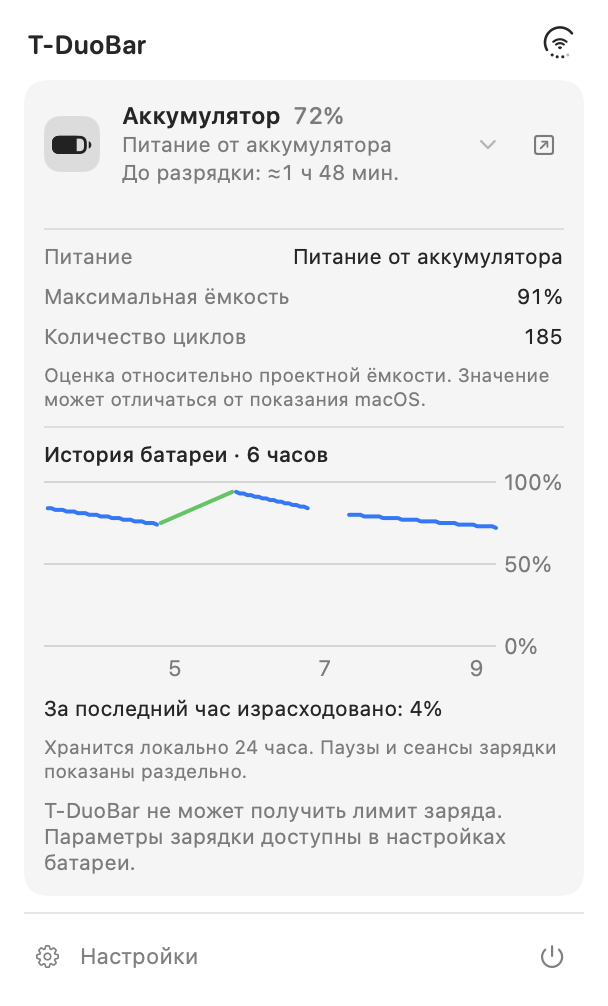 T-DuoBar
Аккумулятор 72%
Питание от аккумулятора
До разрядки: ≈1 ч 48 мин.
Питание Питание от аккумулятора
Максимальная ёмкость 91%
Количество циклов 185
Оценка относительно проектной ёмкости. Значение
может отличаться от показания macOS.
История батареи · 6 часов
100%
50%
0%
5 7 9
За последний час израсходовано: 4%
Хранится локально 24 часа. Паузы и сеансы зарядки
показаны раздельно.
T-DuoBar не может получить лимит заряда.
Параметры зарядки доступны в настройках
батареи.
Настройки